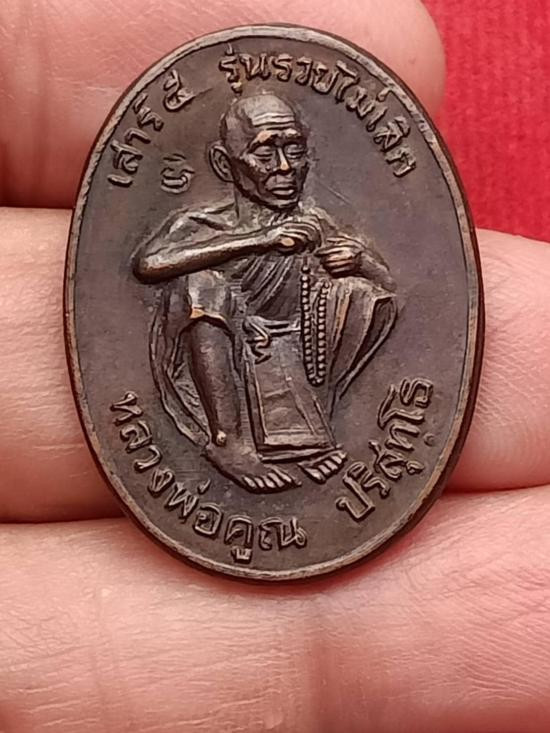 เสาร์ ๕ รุ่นรวยไม่เลิก
หลวงพ่อคูณ ปริสุทฺโธ